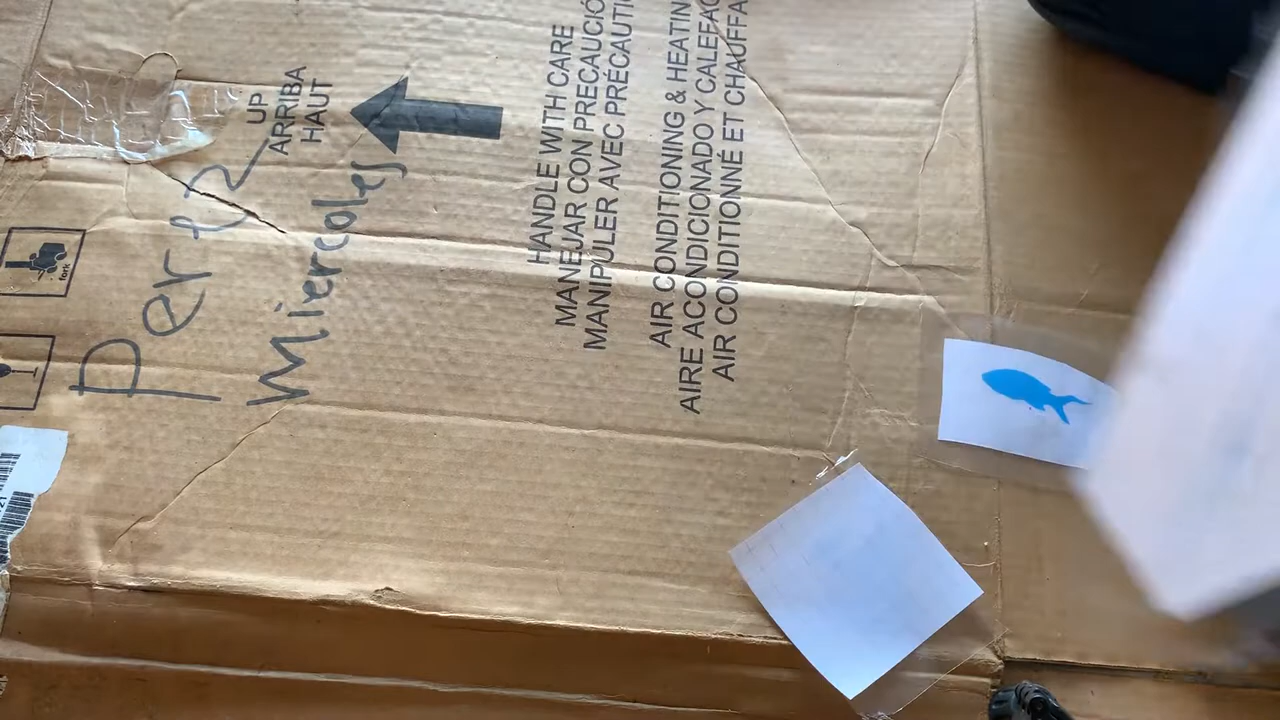 UP
ARRIBA
HAUT
HANDLE WITH CARE
MANEJAR CON PRECAUCIÓ
MANIPULER AVEC PRÉCAUTI
AIR CONDITIONING & HEATIN
AIRE ACONDICIONADO Y CALEFAC
AIR CONDITIONNÉ ET CHAUFFA
Miercoles
fork